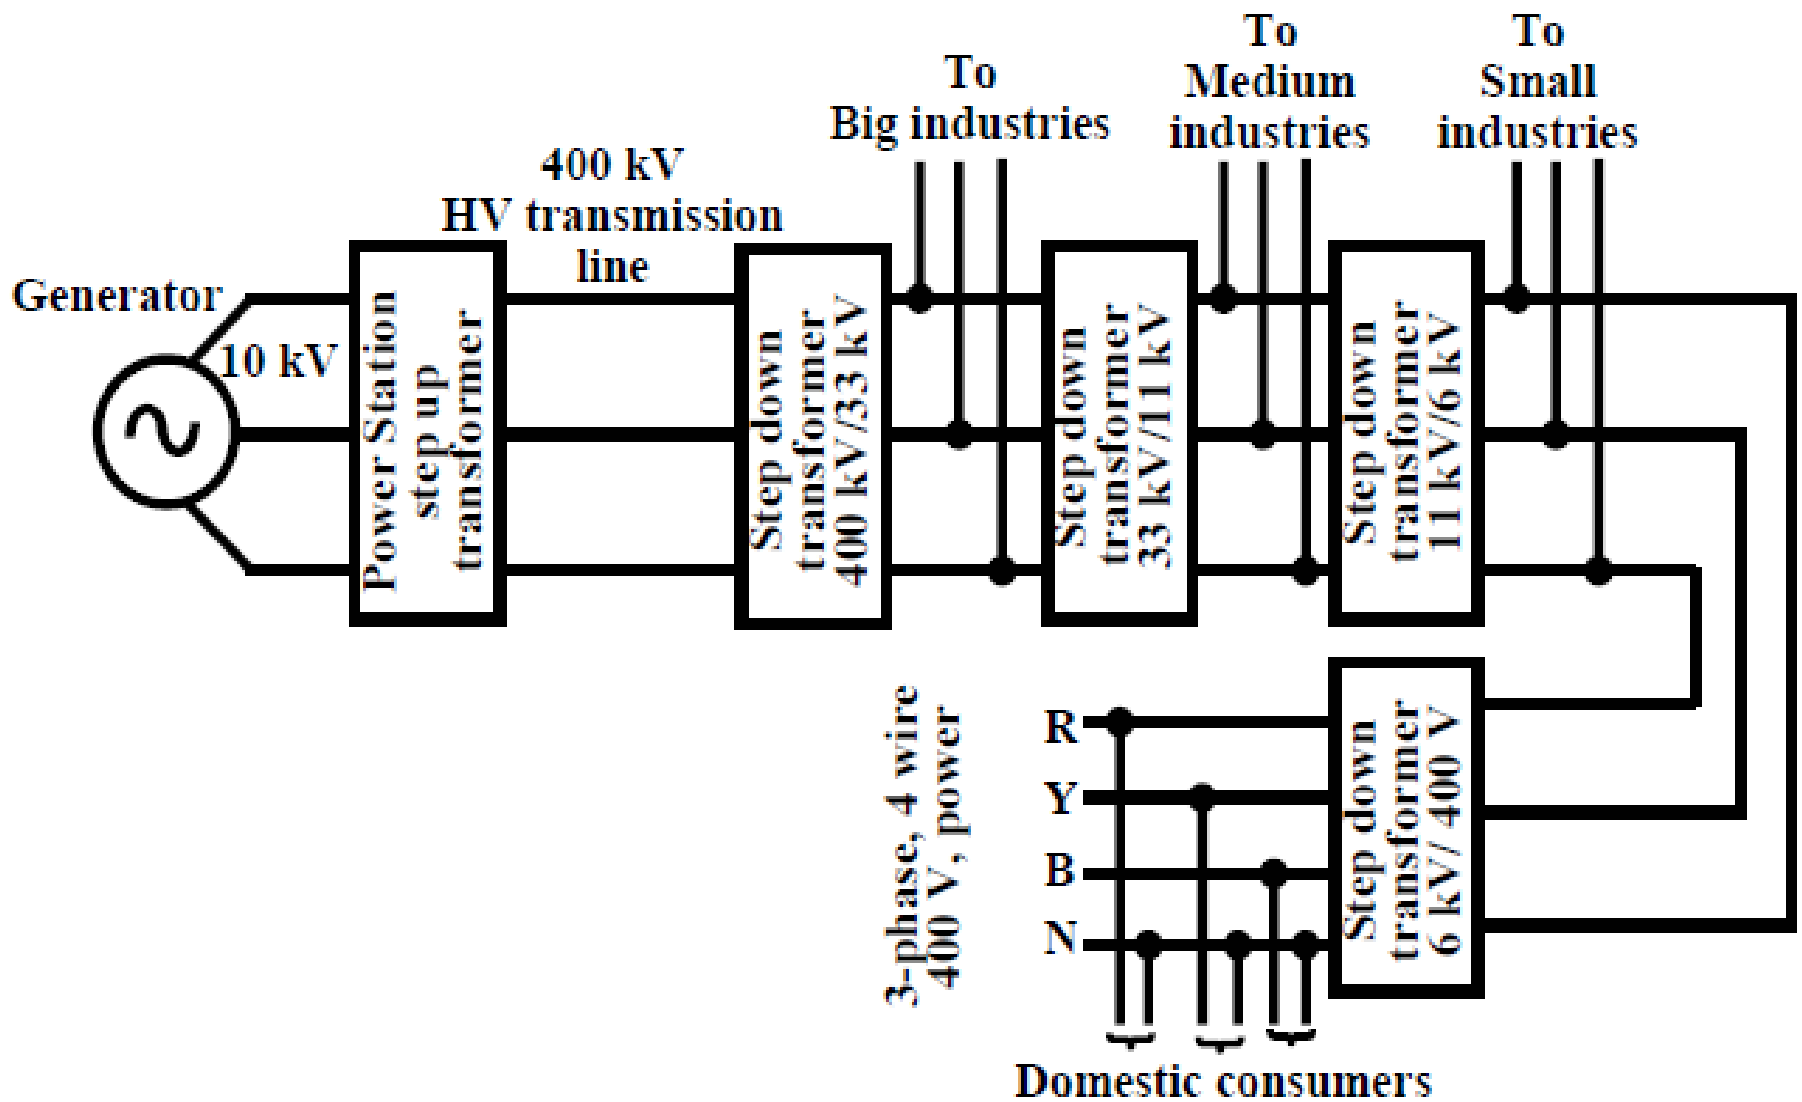 To
Big industries
To
Medium
industries
To
Small
industries
400 kV
HV transmission
line
Generator
10 kV
Power Station
step up
transformer
Step down
transformer
400 kV/33 kV
Step down
transformer
33 kV/11 kV
Step down
transformer
11 kV/6 kV
3-phase, 4 wire
400 V, power
R
Y
B
N
Step down
transformer
6 kV/ 400 V
Domestic consumers